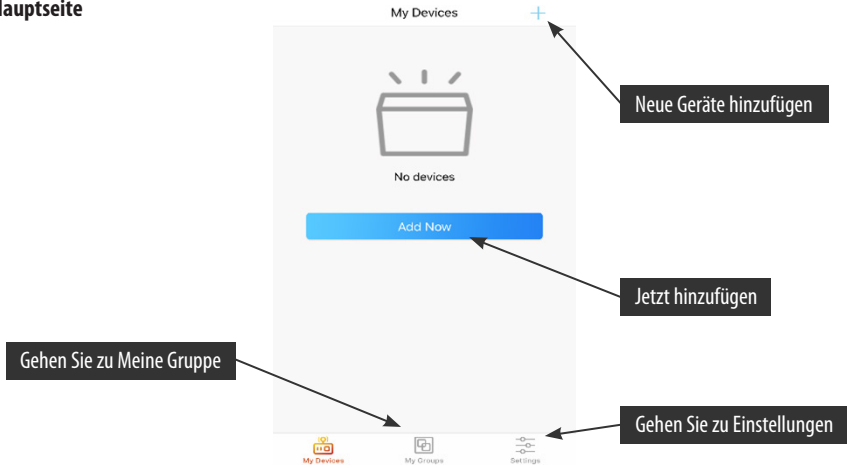 Hauptseite
My Devices
Neue Geräte hinzufügen
No devices
Add Now
Jetzt hinzufügen
Gehen Sie zu Meine Gruppe
Gehen Sie zu Einstellungen
My Devices
My Groups
Settings